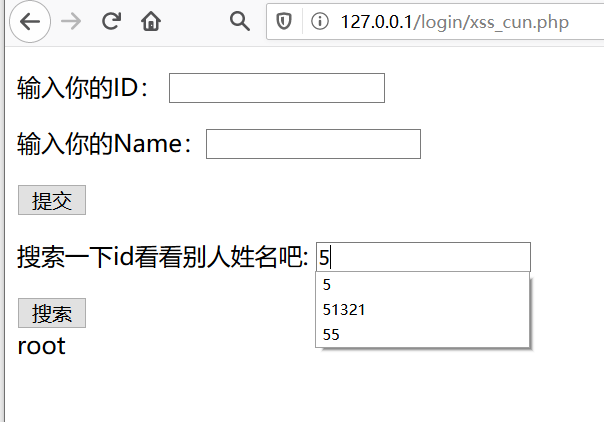 127.0.0.1/login/xss_cun.php
输入你的ID：
输入你的Name：
提交
搜索一下id看看别人姓名吧: 5
5
51321
55
搜索
root